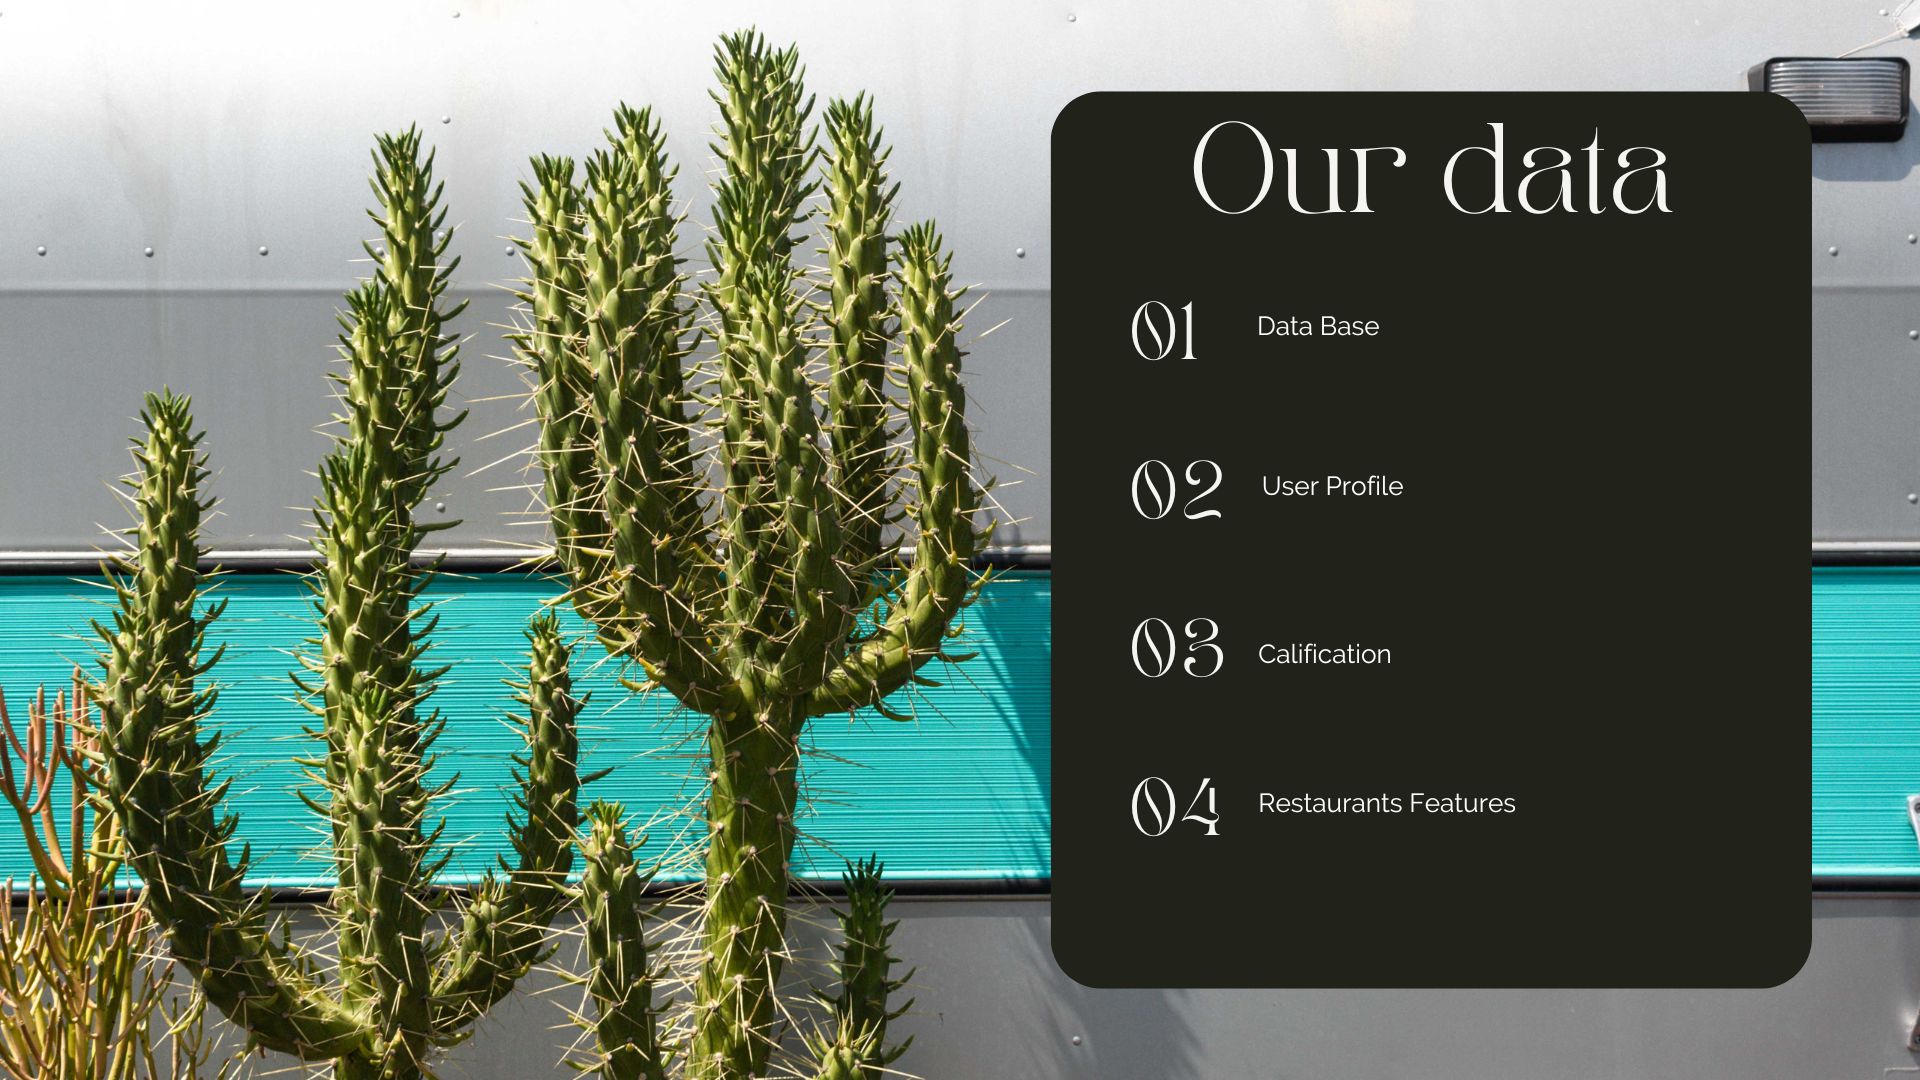 Our data
01 Data Base
02 User Profile
03 Calification
04 Restaurants Features